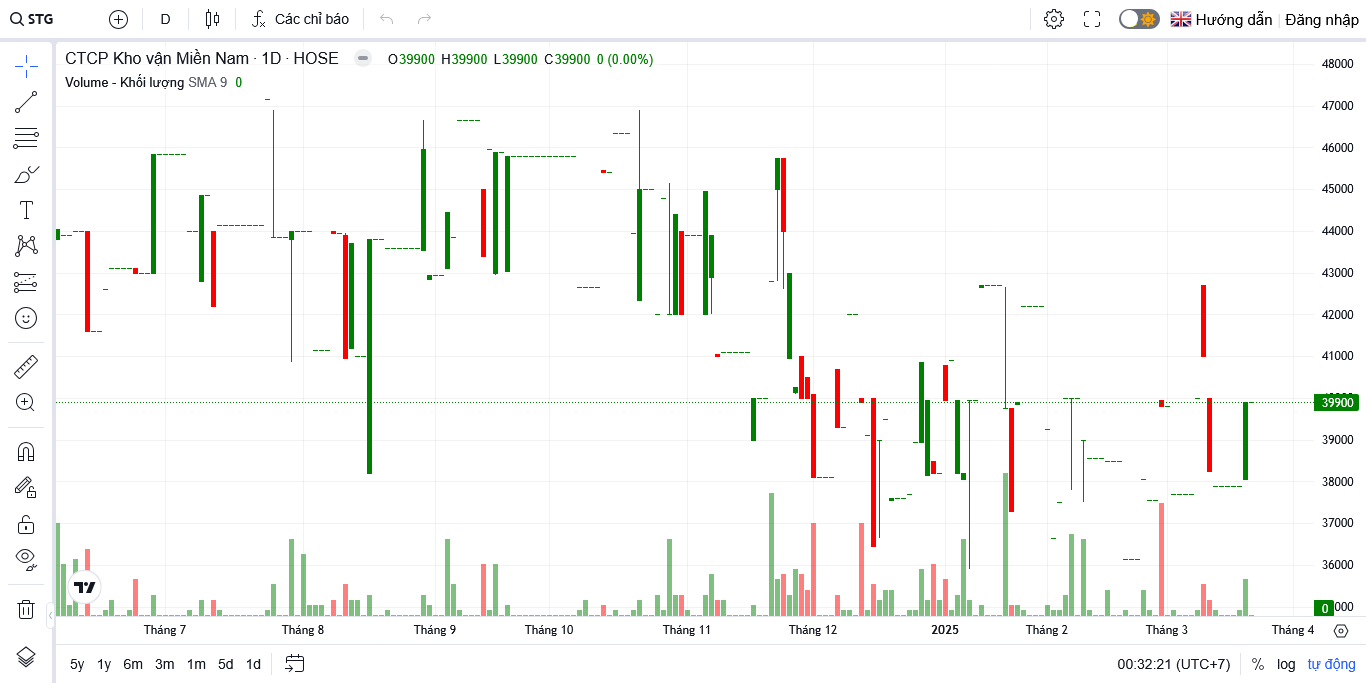 STG D Các chỉ báo Hướng dẫn Đăng nhập
CTCP Kho vận Miền Nam · 1D · HOSE O39900 H39900 L39900 C39900 0 (0.00%)
Volume - Khối lượng SMA 9 0
48000
47000
46000
45000
44000
43000
42000
41000
39900
39000
38000
37000
36000
0
Tháng 7 Tháng 8 Tháng 9 Tháng 10 Tháng 11 Tháng 12 2025 Tháng 2 Tháng 3 Tháng 4
5y 1y 6m 3m 1m 5d 1d 00:32:21 (UTC+7) % log tự động